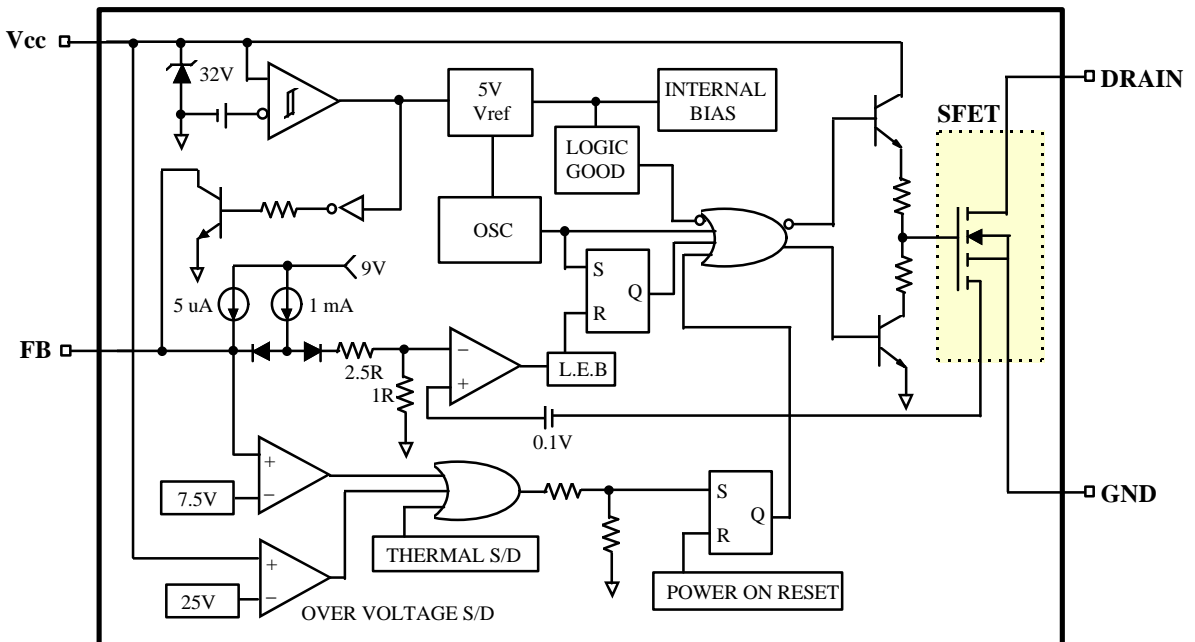 Vcc
32V
5V
Vref
INTERNAL
BIAS
DRAIN
SFET
LOGIC
GOOD
OSC
S
Q
R
9V
5 uA
1 mA
FB
2.5R
1R
−
+
L.E.B
0.1V
+
−
7.5V
S
Q
R
GND
THERMAL S/D
+
−
25V
POWER ON RESET
OVER VOLTAGE S/D